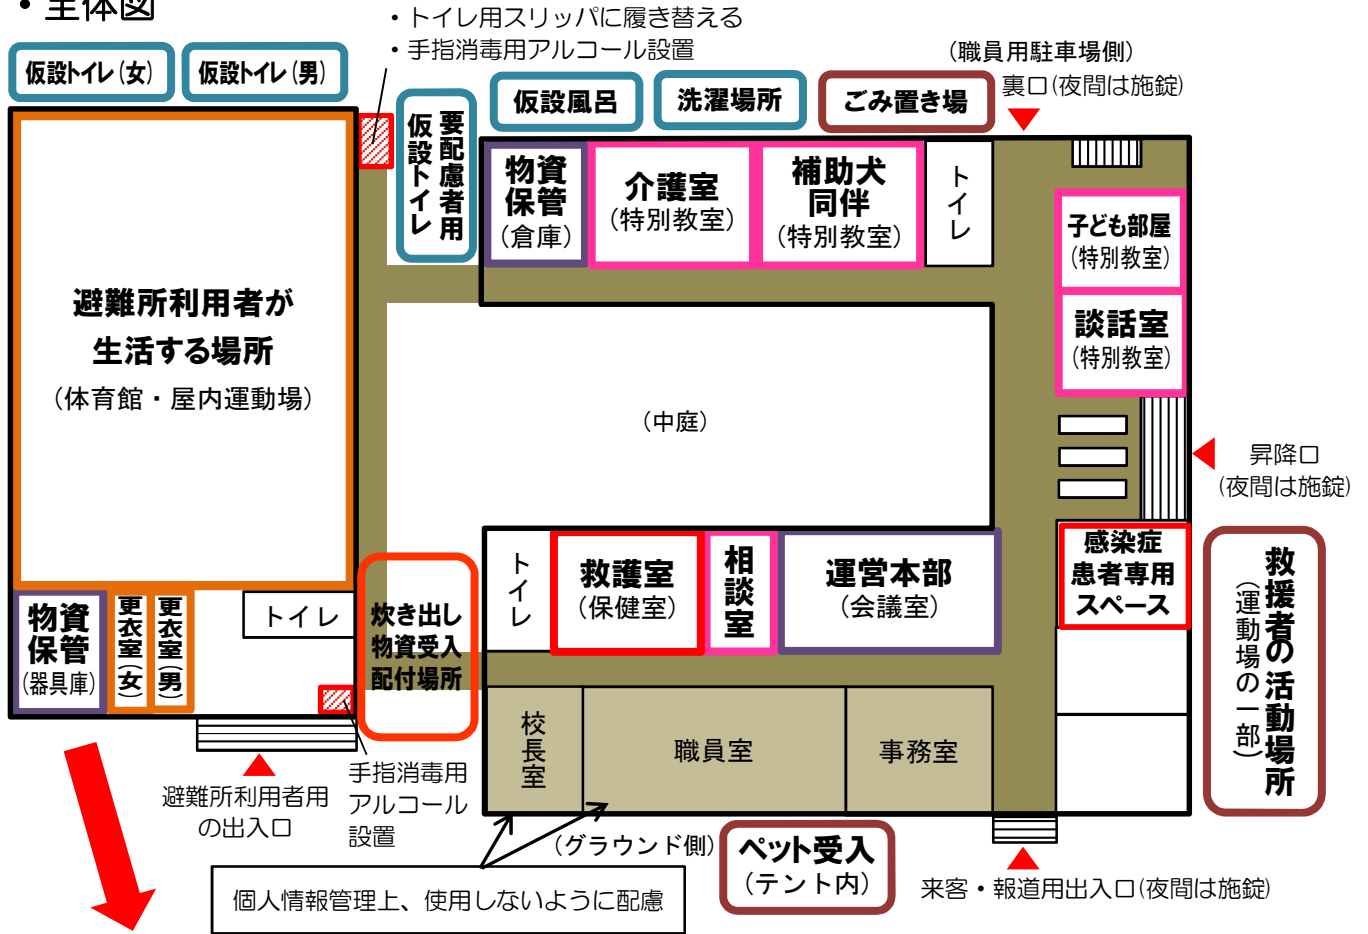 ・全体図
・トイレ用スリッパに履き替える
・手指消毒用アルコール設置
仮設トイレ(女)
仮設トイレ(男)
要配慮者用
仮設トイレ
仮設風呂
洗濯場所
ごみ置き場
(職員用駐車場側)
裏口(夜間は施錠)
物資
保管
(倉庫)
介護室
(特別教室)
補助犬
同伴
(特別教室)
トイレ
子ども部屋
(特別教室)
談話室
(特別教室)
避難所利用者が
生活する場所
(体育館・屋内運動場)
(中庭)
昇降口
(夜間は施錠)
物資
保管
(器具庫)
更衣室(女)
更衣室(男)
トイレ
炊き出し
物資受入
配付場所
トイレ
救護室
(保健室)
相談室
運営本部
(会議室)
感染症
患者専用
スペース
救援者の活動場所
(運動場の一部)
校長室
職員室
事務室
避難所利用者用
の出入口
手指消毒用
アルコール
設置
(グラウンド側)
ペット受入
(テント内)
来客・報道用出入口(夜間は施錠)
個人情報管理上、使用しないように配慮